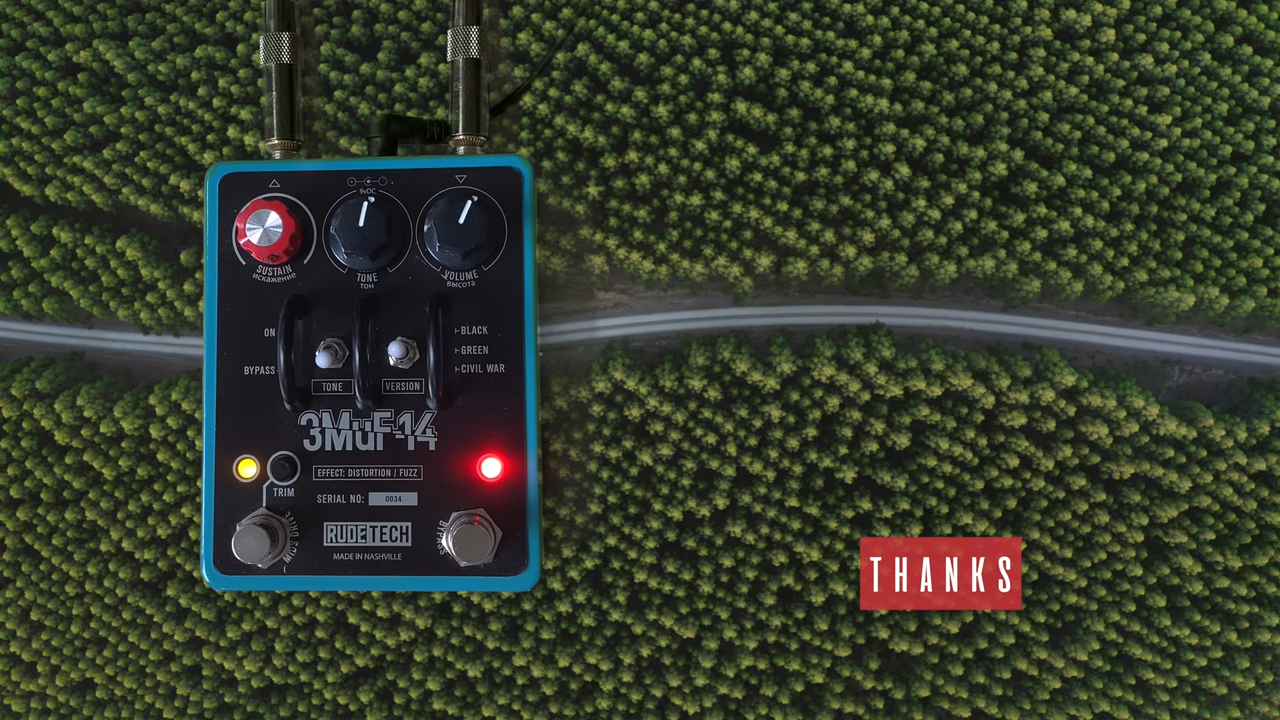 9vDC
SUSTAIN
искажение
TONE
тон
VOLUME
высота
ON
BYPASS
BLACK
GREEN
CIVIL WAR
TONE
VERSION
3MuF-14
EFFECT: DISTORTION / FUZZ
TRIM
SERIAL NO: 0034
RUDETECH
MADE IN NASHVILLE
BYPASS
THANKS